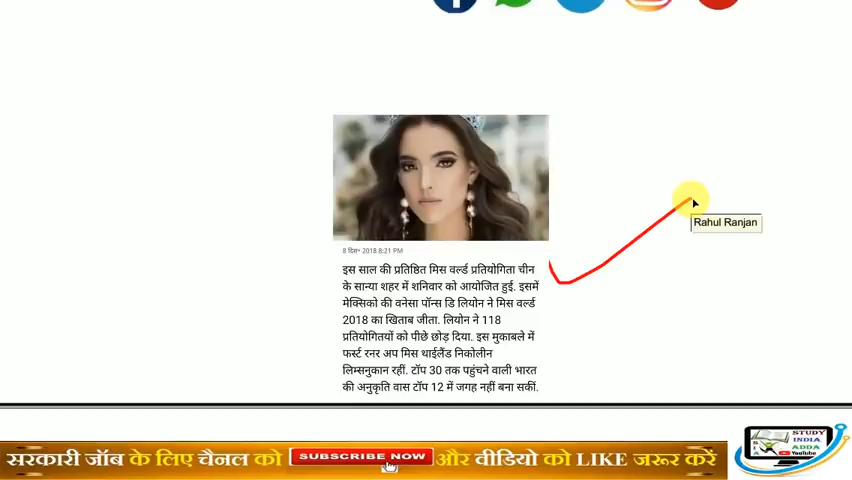 Rahul Ranjan
8 दिस॰ 2018 8:21 PM
इस साल की प्रतिष्ठित मिस वर्ल्ड प्रतियोगिता चीन
के सान्या शहर में शनिवार को आयोजित हुई. इसमें
मेक्सिको की वनेसा पॉन्स डि लियोन ने मिस वर्ल्ड
2018 का खिताब जीता. लियोन ने 118
प्रतियोगितयों को पीछे छोड़ दिया. इस मुकाबले में
फर्स्ट रनर अप मिस थाईलैंड निकोलीन
लिम्सनुकान रहीं. टॉप 30 तक पहुंचने वाली भारत
की अनुकृति वास टॉप 12 में जगह नहीं बना सकीं.
सरकारी जॉब के लिए चैनल को SUBSCRIBE NOW और वीडियो को LIKE जरूर करें
STUDY
INDIA
ADDA
YouTube